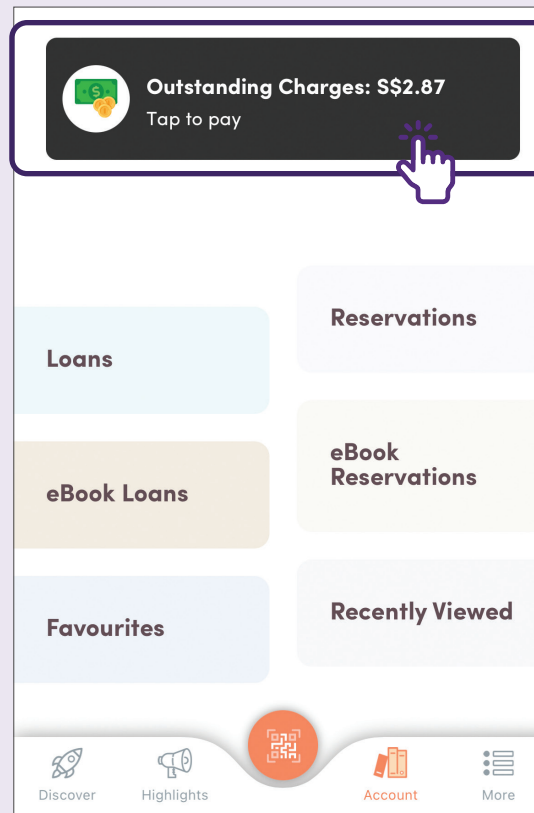 Outstanding Charges: S$2.87
Tap to pay
Reservations
Loans
eBook
Reservations
eBook Loans
Recently Viewed
Favourites
Discover
Highlights
Account
More